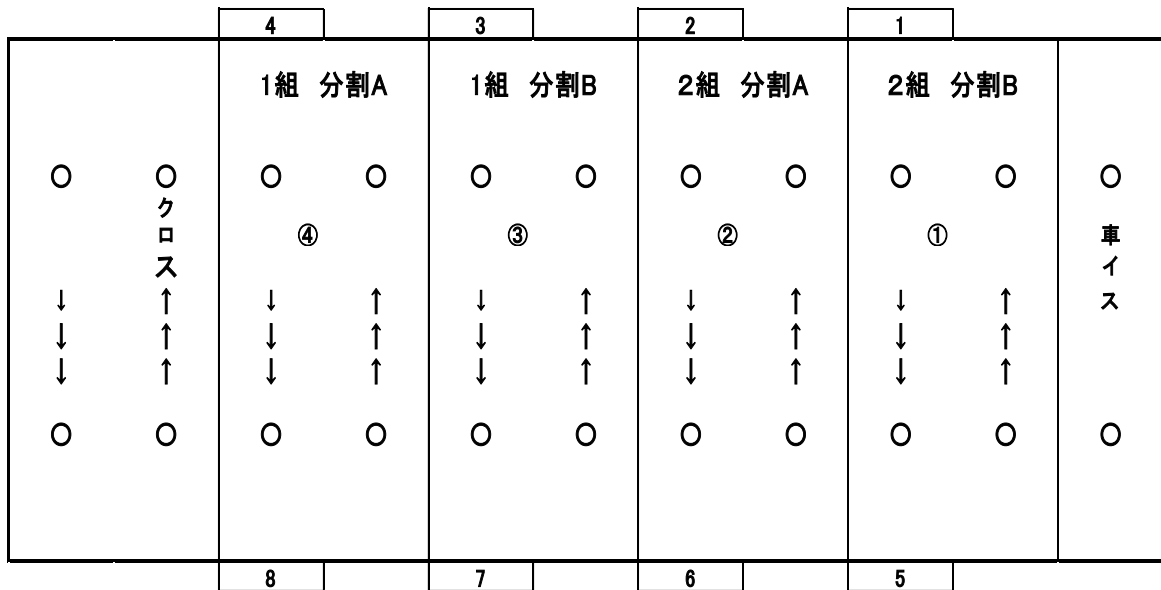 4 3 2 1
1組 分割A 1組 分割B 2組 分割A 2組 分割B
○ ○ ○ ○ ○ ○ ○ ○ ○ ○ ○
クロス
④ ③ ② ①
車イス
↓ ↑ ↓ ↑ ↓ ↑ ↓ ↑ ↓ ↑
↓ ↑ ↓ ↑ ↓ ↑ ↓ ↑ ↓ ↑
↓ ↑ ↓ ↑ ↓ ↑ ↓ ↑ ↓ ↑
○ ○ ○ ○ ○ ○ ○ ○ ○ ○ ○
8 7 6 5